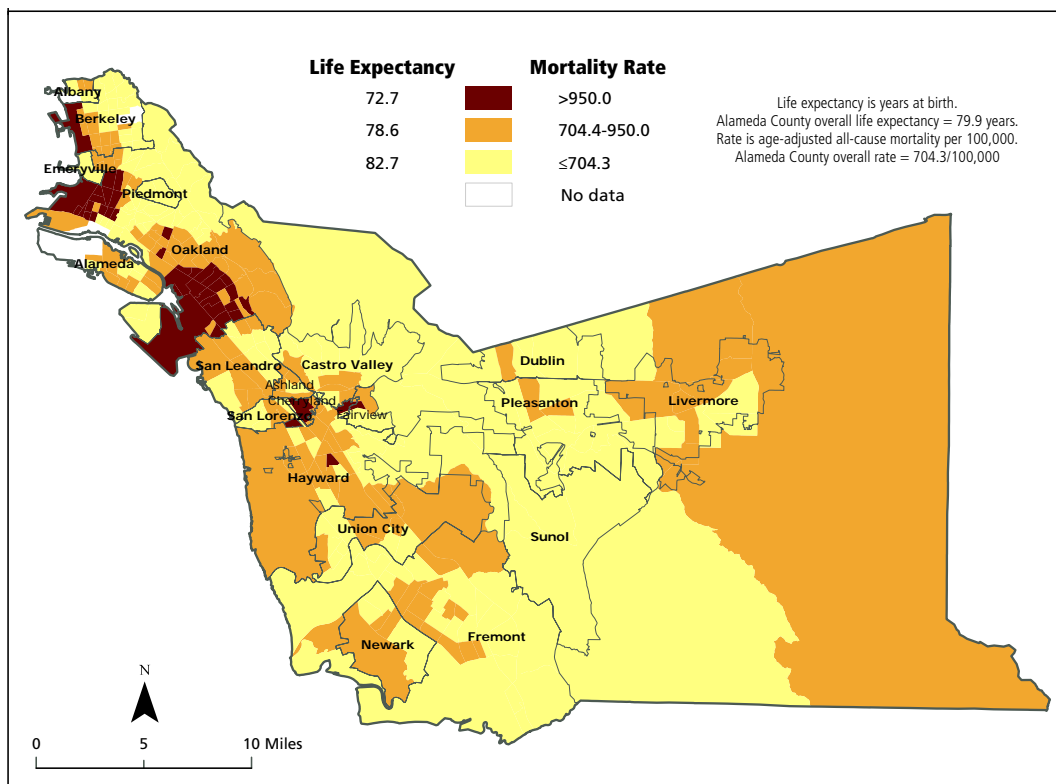 Life Expectancy Mortality Rate
72.7 >950.0
78.6 704.4-950.0
82.7 ≤704.3
No data
Life expectancy is years at birth.
Alameda County overall life expectancy = 79.9 years.
Rate is age-adjusted all-cause mortality per 100,000.
Alameda County overall rate = 704.3/100,000
Albany
Berkeley
Emeryville
Piedmont
Oakland
Alameda
San Leandro
Castro Valley
Ashland
Cherryland
San Lorenzo
Fairview
Dublin
Pleasanton
Livermore
Hayward
Union City
Sunol
Newark
Fremont
N
0 5 10 Miles